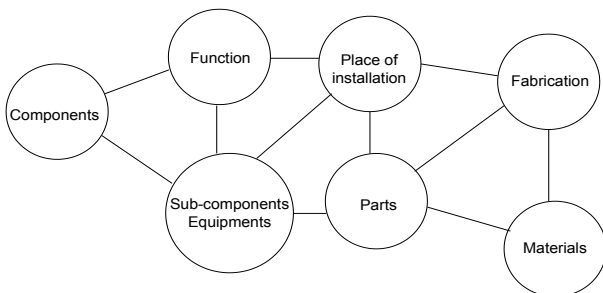 Components
Function
Place of
installation
Fabrication
Sub-components
Equipments
Parts
Materials